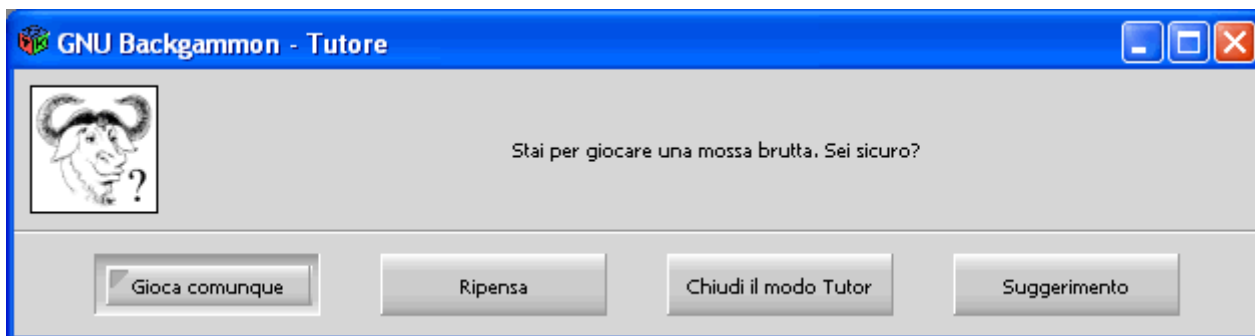 GNU Backgammon - Tutore
?
Stai per giocare una mossa brutta. Sei sicuro?
Gioca comunque
Ripensa
Chiudi il modo Tutor
Suggerimento